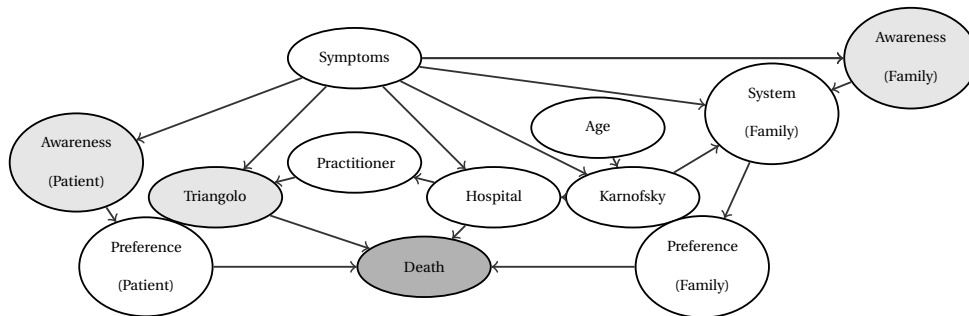 Awareness
(Family)
Symptoms
System
(Family)
Age
Awareness
(Patient)
Practitioner
Triangolo
Hospital
Karnofsky
Preference
(Patient)
Death
Preference
(Family)